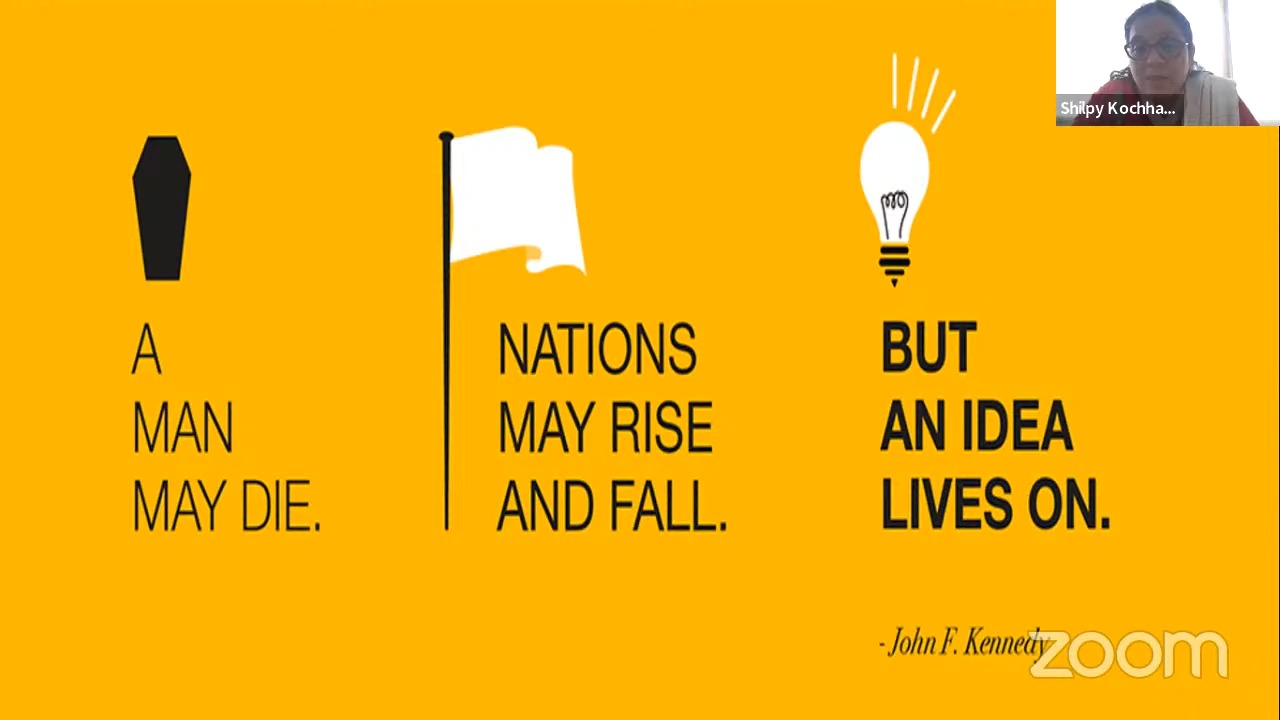 Shilpy Kochha...
A
MAN
MAY DIE.
NATIONS
MAY RISE
AND FALL.
BUT
AN IDEA
LIVES ON.
- John F. Kennedy
zoom